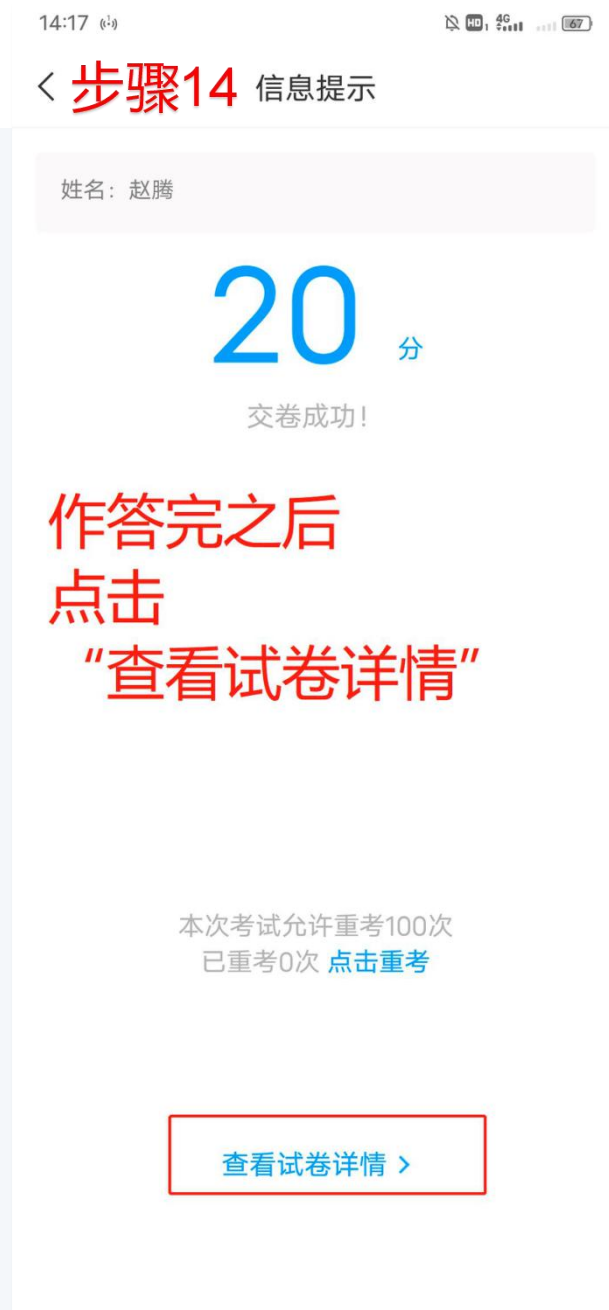 14:17 HD 4G 67
步骤14 信息提示
姓名：赵腾
20 分
交卷成功！
作答完之后
点击
“查看试卷详情”
本次考试允许重考100次
已重考0次 点击重考
查看试卷详情 >